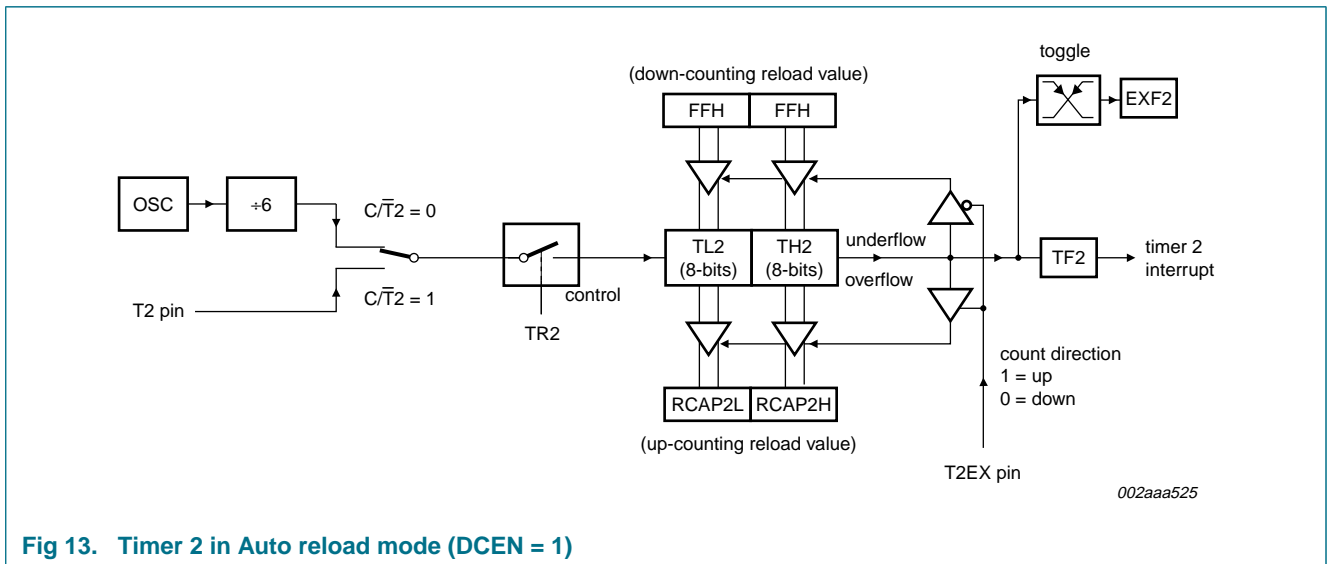 toggle
(down-counting reload value)
FFH FFH EXF2
OSC ÷6 C/T̅2 = 0
TL2 (8-bits) TH2 (8-bits) underflow overflow TF2 timer 2 interrupt
control
C/T̅2 = 1
T2 pin
TR2
count direction
1 = up
0 = down
RCAP2L RCAP2H
(up-counting reload value)
T2EX pin
002aaa525
Fig 13. Timer 2 in Auto reload mode (DCEN = 1)